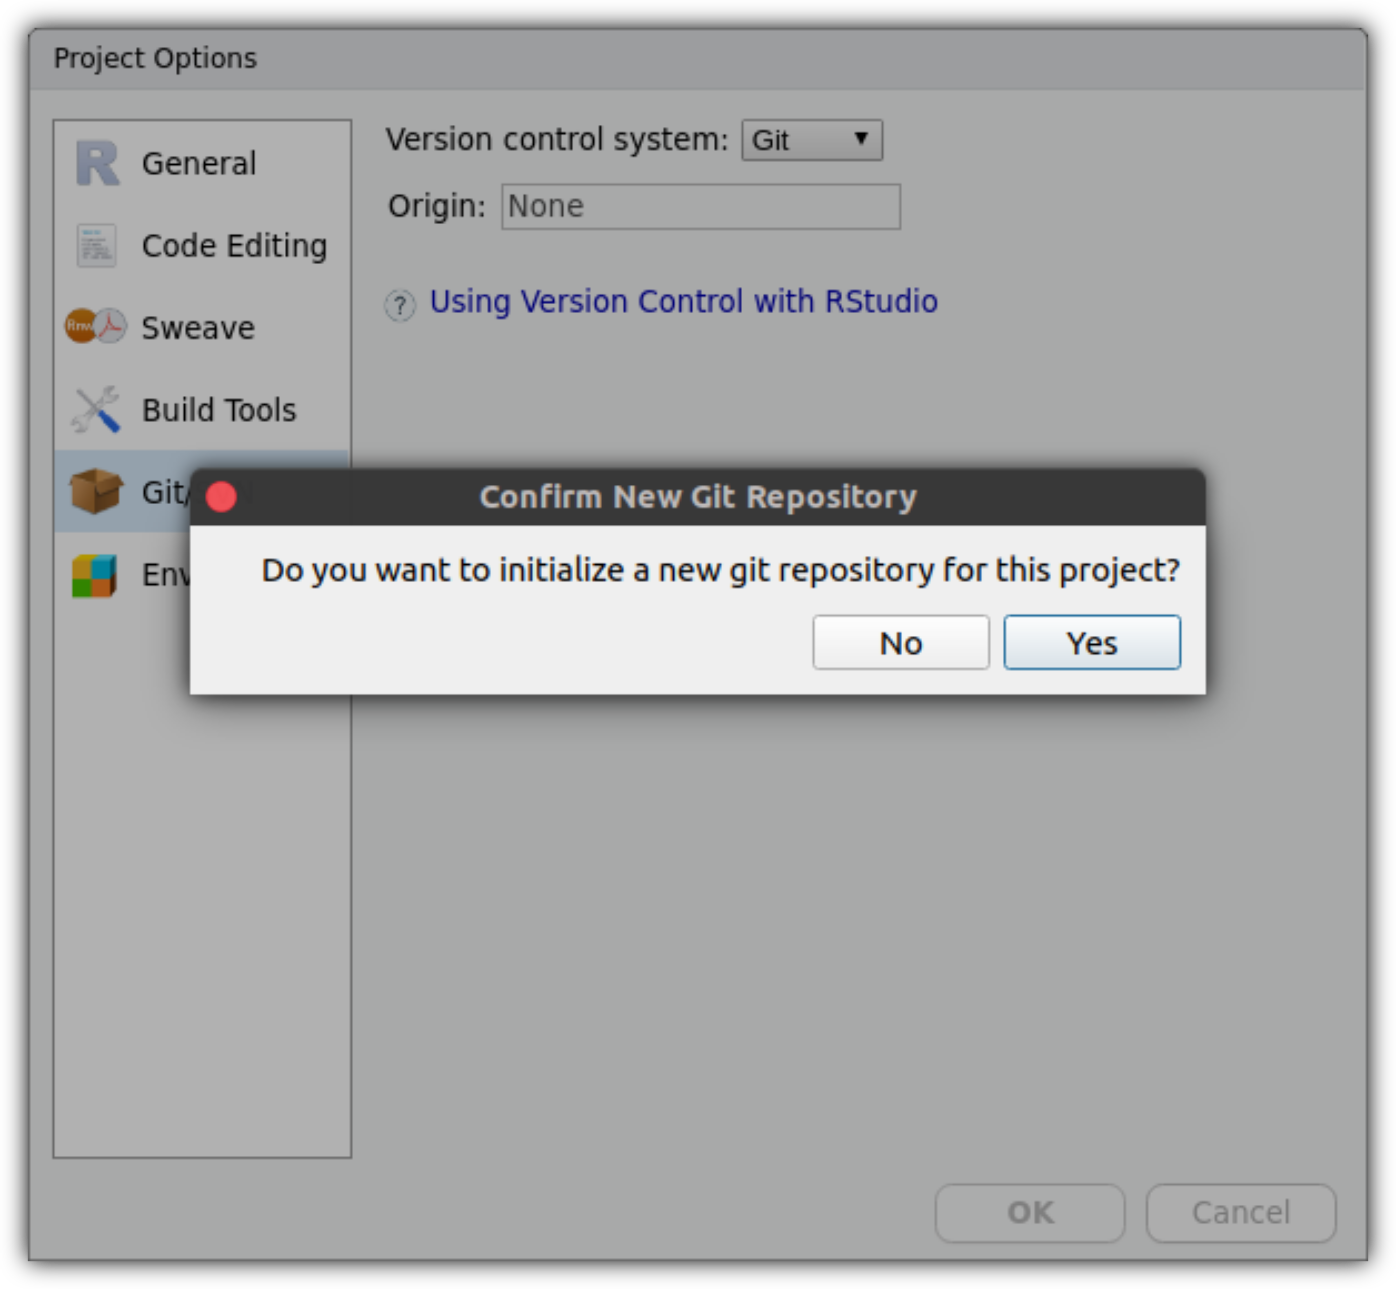 Project Options
General
Code Editing
Rnw
Sweave
Build Tools
Git/
Env
Version control system: Git
Origin: None
? Using Version Control with RStudio
Confirm New Git Repository
Do you want to initialize a new git repository for this project?
No Yes
OK Cancel